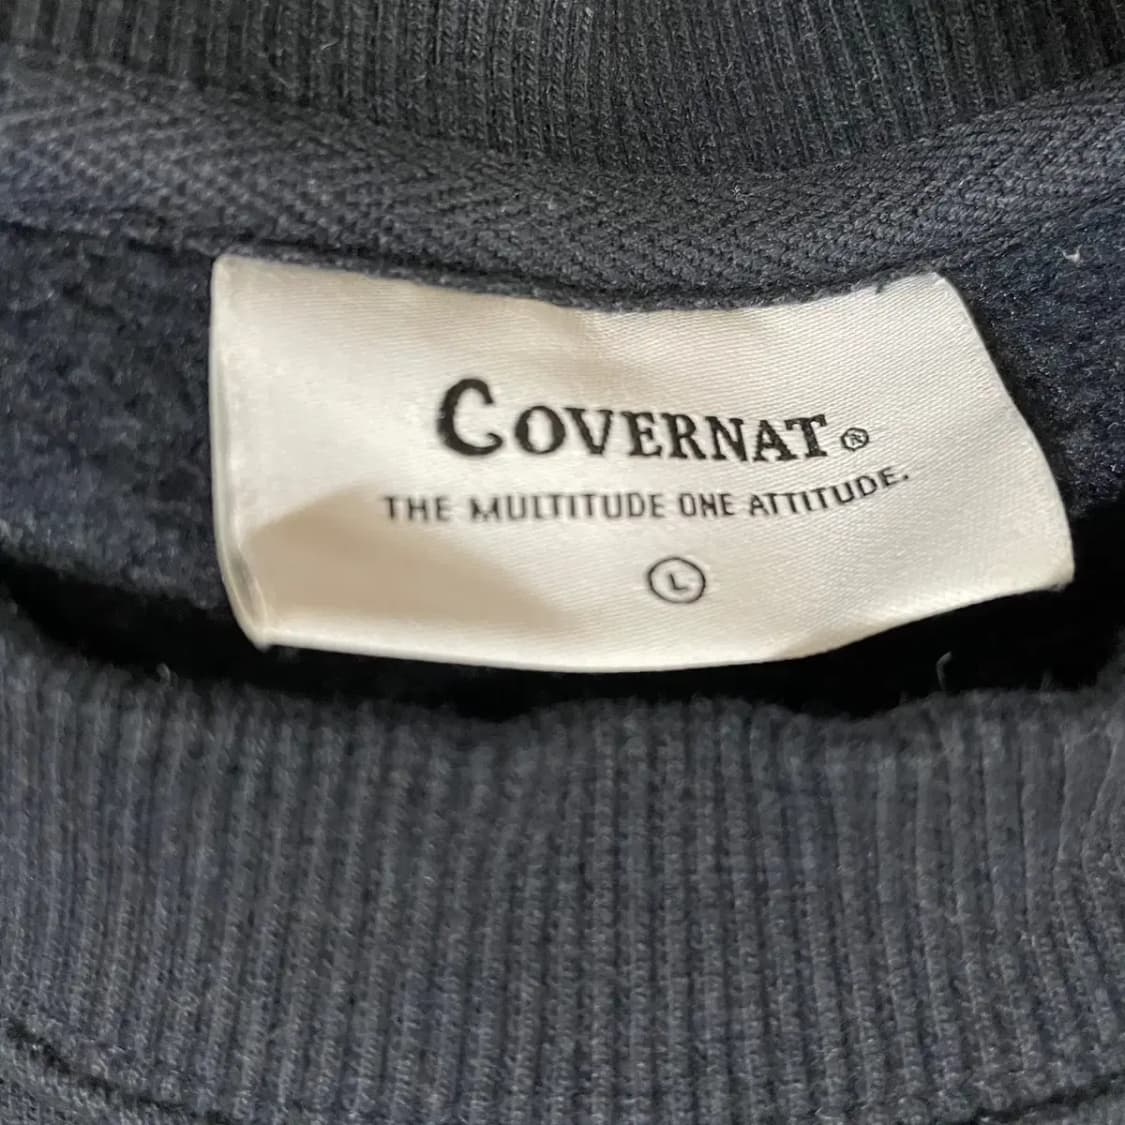 COVERNAT®
THE MULTITUDE ONE ATTITUDE.
L